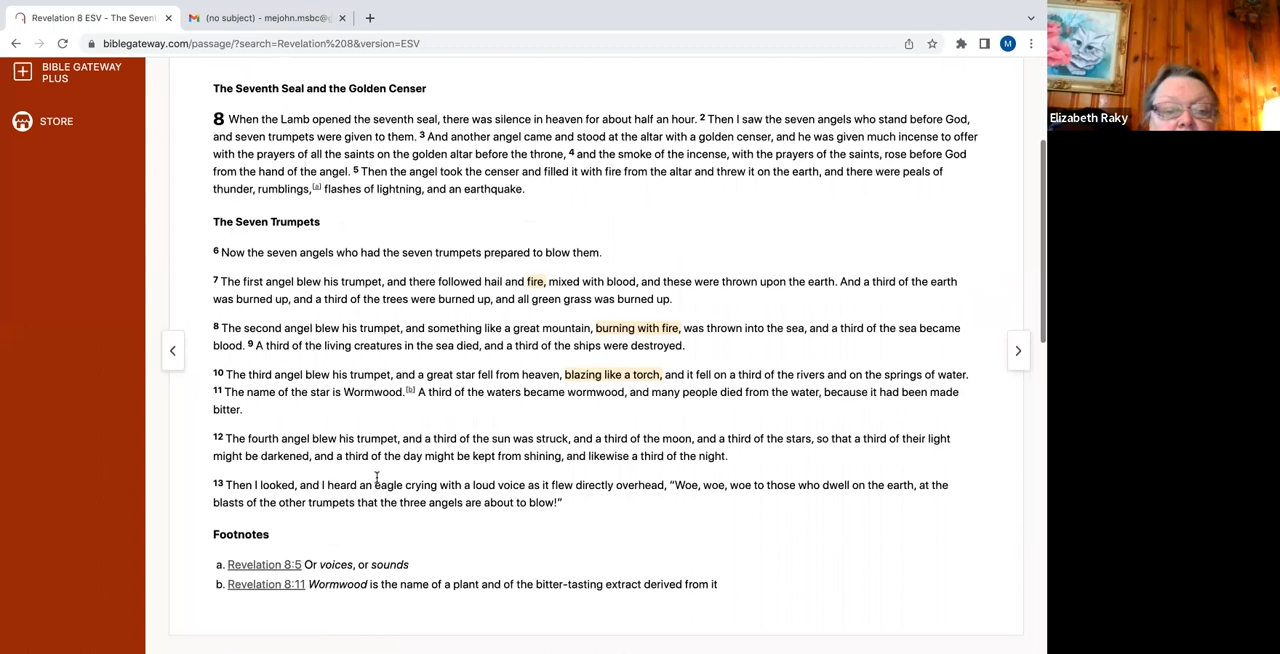 Revelation 8 ESV - The Sevent
(no subject) - mejohn.msbc@g
biblegateway.com/passage/?search=Revelation%208&version=ESV
M
BIBLE GATEWAY
PLUS
STORE
The Seventh Seal and the Golden Censer
8 When the Lamb opened the seventh seal, there was silence in heaven for about half an hour. 2 Then I saw the seven angels who stand before God,
and seven trumpets were given to them. 3 And another angel came and stood at the altar with a golden censer, and he was given much incense to offer
with the prayers of all the saints on the golden altar before the throne, 4 and the smoke of the incense, with the prayers of the saints, rose before God
from the hand of the angel. 5 Then the angel took the censer and filled it with fire from the altar and threw it on the earth, and there were peals of
thunder, rumblings,[a] flashes of lightning, and an earthquake.
The Seven Trumpets
6 Now the seven angels who had the seven trumpets prepared to blow them.
7 The first angel blew his trumpet, and there followed hail and fire, mixed with blood, and these were thrown upon the earth. And a third of the earth
was burned up, and a third of the trees were burned up, and all green grass was burned up.
8 The second angel blew his trumpet, and something like a great mountain, burning with fire, was thrown into the sea, and a third of the sea became
blood. 9 A third of the living creatures in the sea died, and a third of the ships were destroyed.
10 The third angel blew his trumpet, and a great star fell from heaven, blazing like a torch, and it fell on a third of the rivers and on the springs of water.
11 The name of the star is Wormwood.[b] A third of the waters became wormwood, and many people died from the water, because it had been made
bitter.
12 The fourth angel blew his trumpet, and a third of the sun was struck, and a third of the moon, and a third of the stars, so that a third of their light
might be darkened, and a third of the day might be kept from shining, and likewise a third of the night.
13 Then I looked, and I heard an eagle crying with a loud voice as it flew directly overhead, “Woe, woe, woe to those who dwell on the earth, at the
blasts of the other trumpets that the three angels are about to blow!”
Footnotes
a. Revelation 8:5 Or voices, or sounds
b. Revelation 8:11 Wormwood is the name of a plant and of the bitter-tasting extract derived from it
Elizabeth Raky